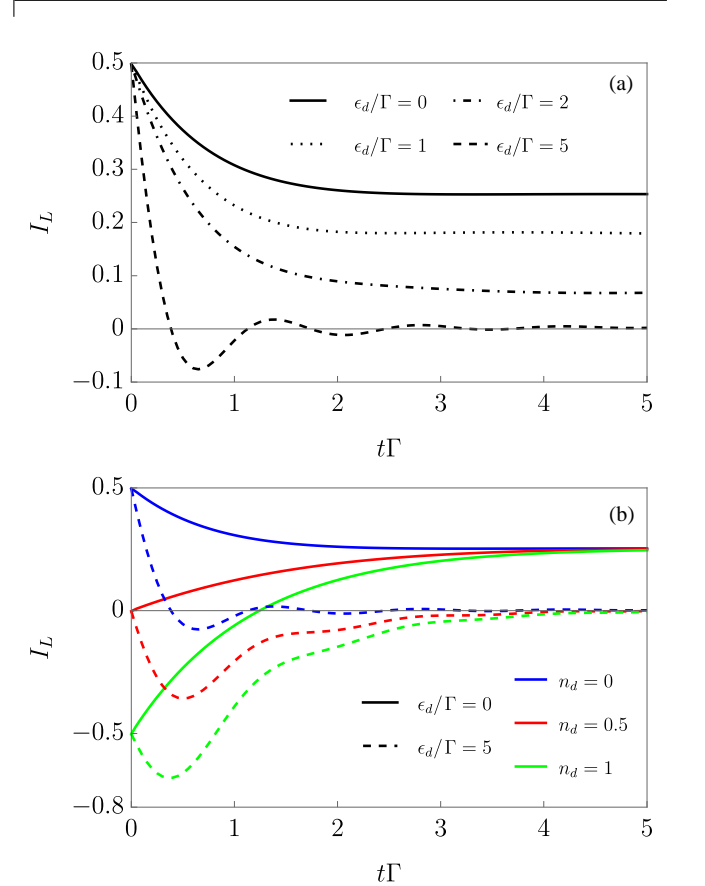 0.5
(a)
ϵ_d/Γ = 0
ϵ_d/Γ = 2
0.4
ϵ_d/Γ = 1
ϵ_d/Γ = 5
0.3
I_L
0.2
0.1
0
−0.1
0 1 2 3 4 5
tΓ
0.5
(b)
0
I_L
n_d = 0
ϵ_d/Γ = 0
n_d = 0.5
−0.5
ϵ_d/Γ = 5
n_d = 1
−0.8
0 1 2 3 4 5
tΓ